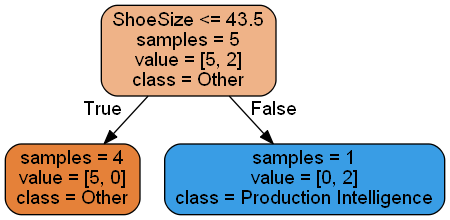 ShoeSize <= 43.5
samples = 5
value = [5, 2]
class = Other
True
False
samples = 4
value = [5, 0]
class = Other
samples = 1
value = [0, 2]
class = Production Intelligence